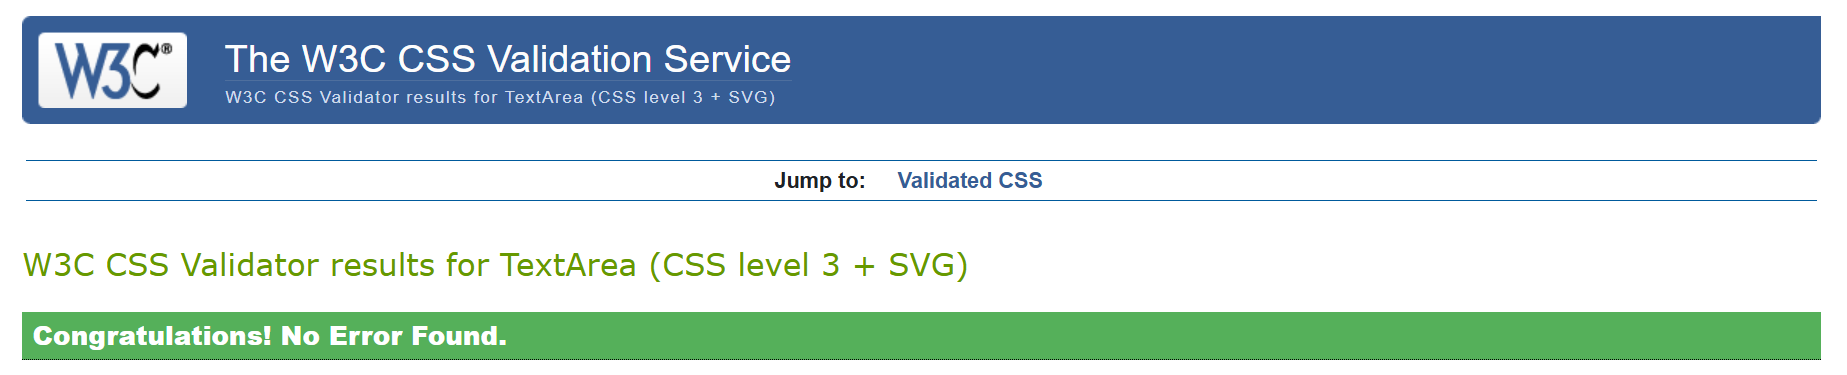 W3C®
The W3C CSS Validation Service
W3C CSS Validator results for TextArea (CSS level 3 + SVG)
Jump to: Validated CSS
W3C CSS Validator results for TextArea (CSS level 3 + SVG)
Congratulations! No Error Found.